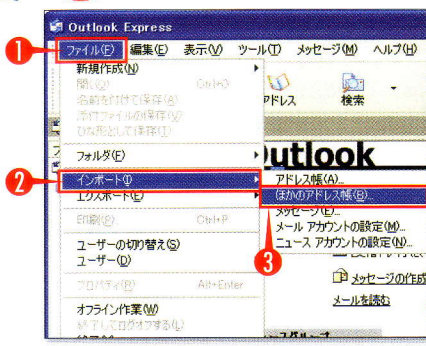 Outlook Express
1
ファイル(F) 編集(E) 表示(V) ツール(T) メッセージ(M) ヘルプ(H)
新規作成(N)
開く(O) Ctrl+O
名前を付けて保存(A)
添付ファイルの保存(V)
ひな形として保存(T)
フォルダ(F)
2
インポート(I)
エクスポート(E)
印刷(P) Ctrl+P
ユーザーの切り替え(S)
ユーザー(D)
プロパティ(R) Alt+Enter
オフライン作業(W)
終了してログオフする(L)
ドレス 検索
utlook
アドレス帳(A)...
ほかのアドレス帳(B)...
メッセージ(E)...
メール アカウントの設定(M)...
ニュース アカウントの設定(N)...
3
メッセージの作成
メールを読む